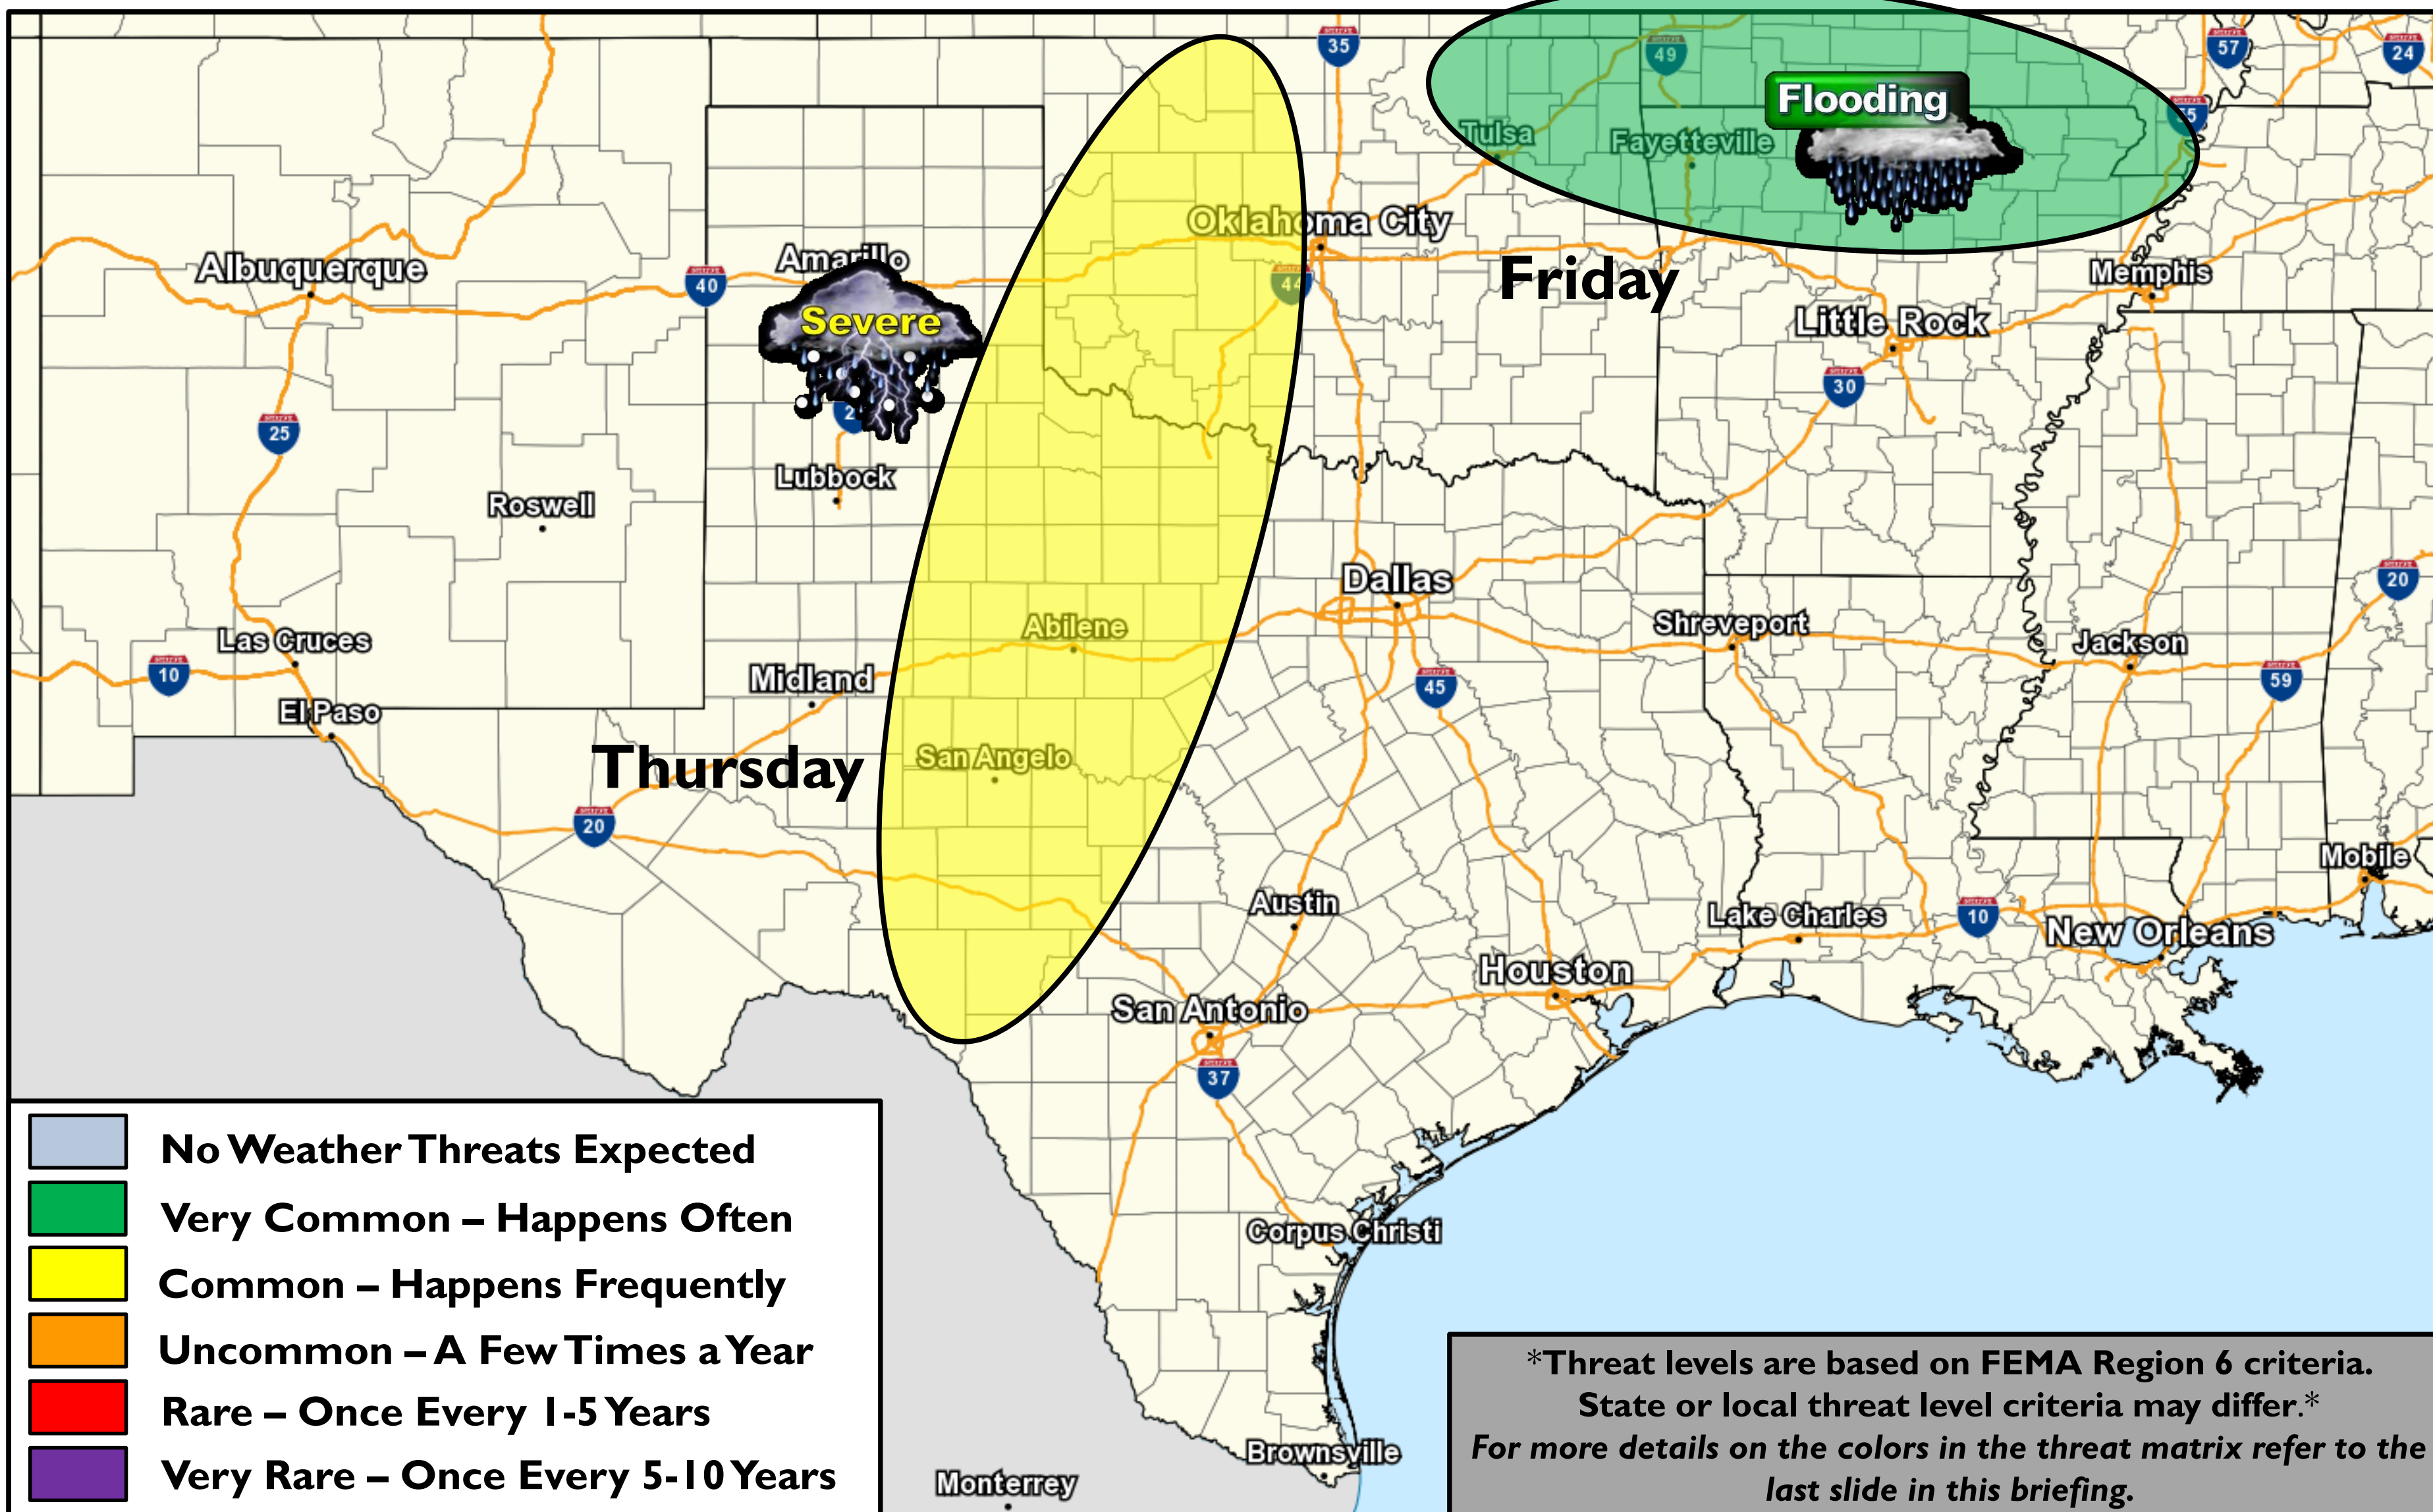 35
49
57
24
Flooding
55
Tulsa
Fayetteville
Oklahoma City
Albuquerque
Amarillo
40
44
Friday
Memphis
Severe
Little Rock
30
25
Lubbock
Roswell
Dallas
20
Abilene
Shreveport
Las Cruces
Jackson
10
Midland
45
59
El Paso
Thursday
San Angelo
20
Mobile
Austin
Lake Charles
10
New Orleans
Houston
San Antonio
37
Corpus Christi
Brownsville
Monterrey
No Weather Threats Expected
Very Common – Happens Often
Common – Happens Frequently
Uncommon – A Few Times a Year
Rare – Once Every 1-5 Years
Very Rare – Once Every 5-10 Years
*Threat levels are based on FEMA Region 6 criteria.
State or local threat level criteria may differ.*
For more details on the colors in the threat matrix refer to the
last slide in this briefing.